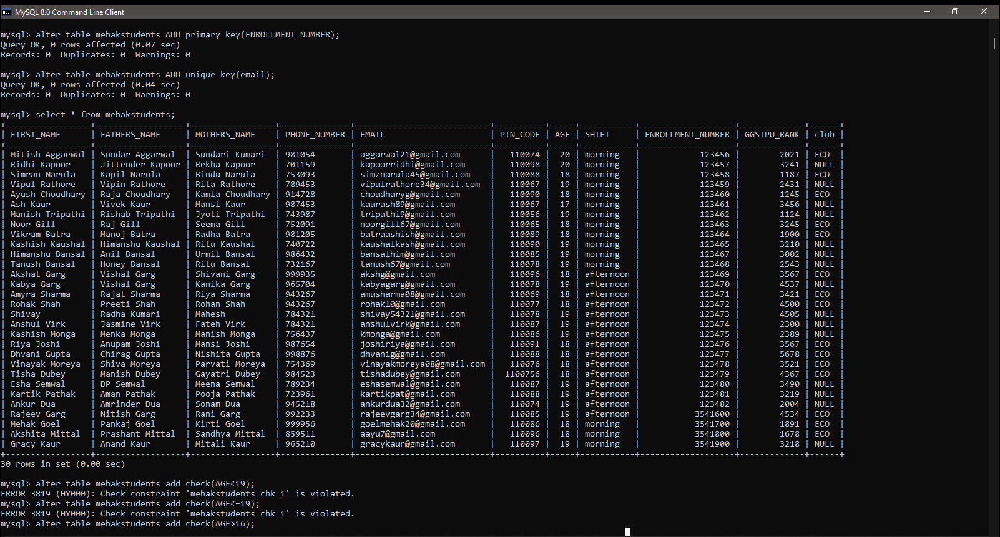 MySQL 8.0 Command Line Client
mysql> alter table mehakstudents ADD primary key(ENROLLMENT_NUMBER);
Query OK, 0 rows affected (0.07 sec)
Records: 0  Duplicates: 0  Warnings: 0
mysql> alter table mehakstudents ADD unique key(email);
Query OK, 0 rows affected (0.04 sec)
Records: 0  Duplicates: 0  Warnings: 0
mysql> select * from mehakstudents;
| FIRST_NAME | FATHERS_NAME | MOTHERS_NAME | PHONE_NUMBER | EMAIL | PIN_CODE | AGE | SHIFT | ENROLLMENT_NUMBER | GGSIPU_RANK | club |
| Mitish Aggaewal | Sundar Aggarwal | Sundari Kumari | 981054 | aggarwal21@gmail.com | 110074 | 20 | morning | 123456 | 2021 | ECO |
| Ridhi Kapoor | Jittender Kapoor | Rekha Kapoor | 701159 | kapoorridhi@gmail.com | 110098 | 20 | morning | 123457 | 3241 | NULL |
| Simran Narula | Kapil Narula | Bindu Narula | 753093 | simznarula45@gmail.com | 110088 | 18 | morning | 123458 | 1187 | ECO |
| Vipul Rathore | Vipin Rathore | Rita Rathore | 789453 | vipulrathore34@gmail.com | 110067 | 19 | morning | 123459 | 2431 | NULL |
| Ayush Choudhary | Raja Choudhary | Kamla Choudhary | 914728 | choudharyg@gmail.com | 110090 | 18 | morning | 123460 | 1245 | ECO |
| Ash Kaur | Vivek Kaur | Mansi Kaur | 987453 | kaurash89@gmail.com | 110067 | 17 | morning | 123461 | 3456 | NULL |
| Manish Tripathi | Rishab Tripathi | Jyoti Tripathi | 743987 | tripathi9@gmail.com | 110056 | 19 | morning | 123462 | 1124 | NULL |
| Noor Gill | Raj Gill | Seema Gill | 752091 | noorgill67@gmail.com | 110065 | 18 | morning | 123463 | 3245 | ECO |
| Vikram Batra | Manoj Batra | Radha Batra | 981205 | batraashish@gmail.com | 110089 | 18 | morning | 123464 | 1900 | ECO |
| Kashish Kaushal | Himanshu Kaushal | Ritu Kaushal | 740722 | kaushalkash@gmail.com | 110090 | 19 | morning | 123465 | 3210 | NULL |
| Himanshu Bansal | Anil Bansal | Urmil Bansal | 986432 | bansalhim@gmail.com | 110085 | 19 | morning | 123467 | 3002 | NULL |
| Tanush Bansal | Honey Bansal | Ritu Bansal | 732167 | tanush67@gmail.com | 110078 | 19 | morning | 123468 | 2543 | NULL |
| Akshat Garg | Vishal Garg | Shivani Garg | 999935 | akshg@gmail.com | 110096 | 18 | afternoon | 123469 | 3567 | ECO |
| Kabya Garg | Vishal Garg | Kanika Garg | 965704 | kabyagarg@gmail.com | 110078 | 19 | afternoon | 123470 | 4537 | NULL |
| Amyra Sharma | Rajat Sharma | Riya Sharma | 943267 | amusharma08@gmail.com | 110069 | 18 | afternoon | 123471 | 3421 | ECO |
| Rohak Shah | Preeti Shah | Rohan Shah | 943267 | rohak10@gmail.com | 110077 | 18 | afternoon | 123472 | 4500 | ECO |
| Shivay | Radha Kumari | Mahesh | 784321 | shivay54321@gmail.com | 110078 | 19 | afternoon | 123473 | 4505 | NULL |
| Anshul Virk | Jasmine Virk | Fateh Virk | 784321 | anshulvirk@gmail.com | 110087 | 19 | afternoon | 123474 | 2300 | NULL |
| Kashish Monga | Menka Monga | Manish Monga | 756437 | kmonga@gmail.com | 110086 | 19 | afternoon | 123475 | 2389 | NULL |
| Riya Joshi | Anupam Joshi | Mansi Joshi | 987654 | joshiriya@gmail.com | 110091 | 18 | afternoon | 123476 | 3567 | ECO |
| Dhvani Gupta | Chirag Gupta | Nishita Gupta | 998876 | dhvanig@gmail.com | 110088 | 18 | afternoon | 123477 | 5678 | ECO |
| Vinayak Moreya | Shiva Moreya | Parvati Moreya | 754369 | vinayakmoreya08@gmail.com | 110076 | 18 | afternoon | 123478 | 3521 | ECO |
| Tisha Dubey | Manish Dubey | Gayatri Dubey | 984523 | tishadubey@gmail.com | 1100756 | 18 | afternoon | 123479 | 4367 | ECO |
| Esha Semwal | DP Semwal | Meena Semwal | 789234 | eshasemwal@gmail.com | 110087 | 19 | afternoon | 123480 | 3490 | NULL |
| Kartik Pathak | Aman Pathak | Pooja Pathak | 723961 | kartikpat@gmail.com | 110088 | 19 | afternoon | 123481 | 3219 | NULL |
| Ankur Dua | Amrinder Dua | Sonam Dua | 945218 | ankurdua32@gmail.com | 110074 | 19 | afternoon | 123482 | 2004 | NULL |
| Rajeev Garg | Nitish Garg | Rani Garg | 992233 | rajeevgarg34@gmail.com | 110085 | 19 | afternoon | 3541600 | 4534 | ECO |
| Mehak Goel | Pankaj Goel | Kirti Goel | 999956 | goelmehak20@gmail.com | 110086 | 18 | morning | 3541700 | 1891 | ECO |
| Akshita Mittal | Prashant Mittal | Sandhya Mittal | 859511 | aayu7@gmail.com | 110096 | 18 | morning | 3541800 | 1678 | ECO |
| Gracy Kaur | Anand Kaur | Mitali Kaur | 965210 | gracykaur@gmail.com | 110097 | 19 | morning | 3541900 | 3218 | NULL |
30 rows in set (0.00 sec)
mysql> alter table mehakstudents add check(AGE<19);
ERROR 3819 (HY000): Check constraint 'mehakstudents_chk_1' is violated.
mysql> alter table mehakstudents add check(AGE<=19);
ERROR 3819 (HY000): Check constraint 'mehakstudents_chk_1' is violated.
mysql> alter table mehakstudents add check(AGE>16);